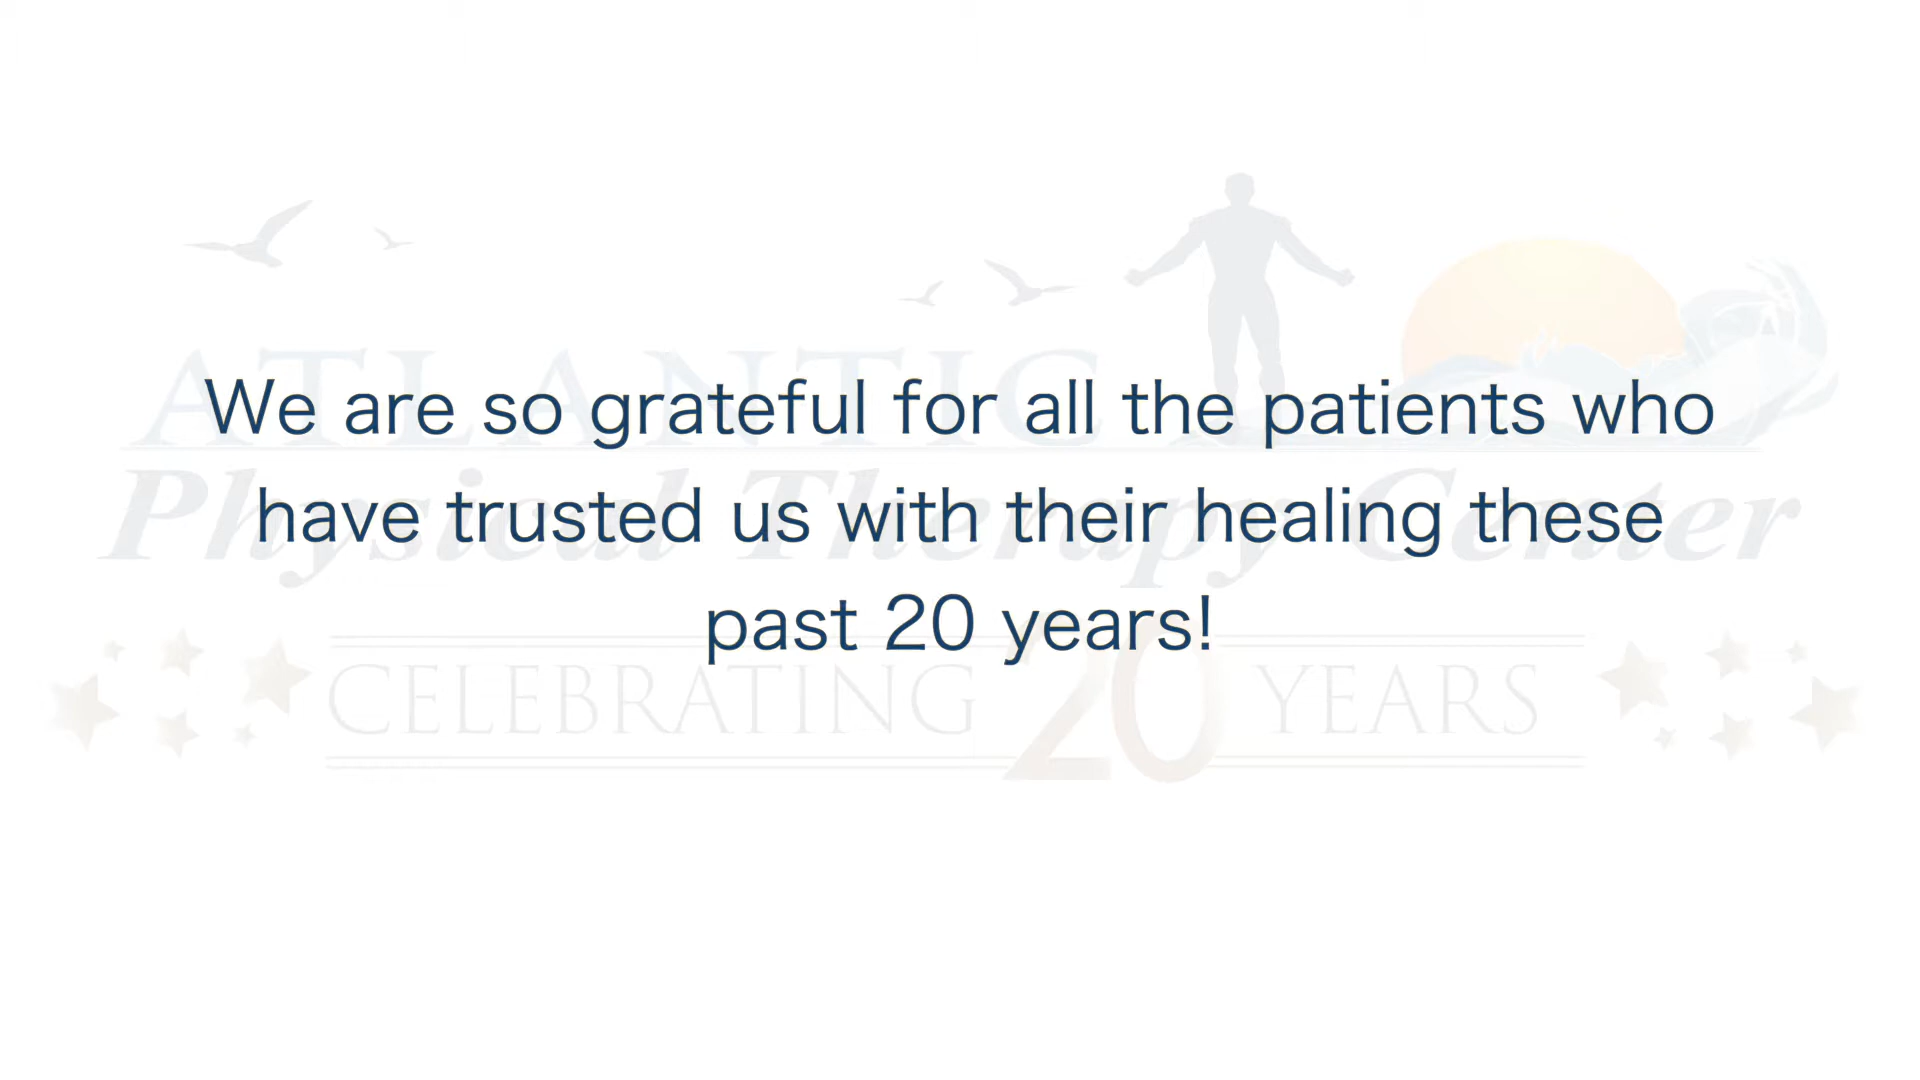 ATLANTIC
We are so grateful for all the patients who
Physical Therapy Center
have trusted us with their healing these
past 20 years!
CELEBRATING 20 YEARS